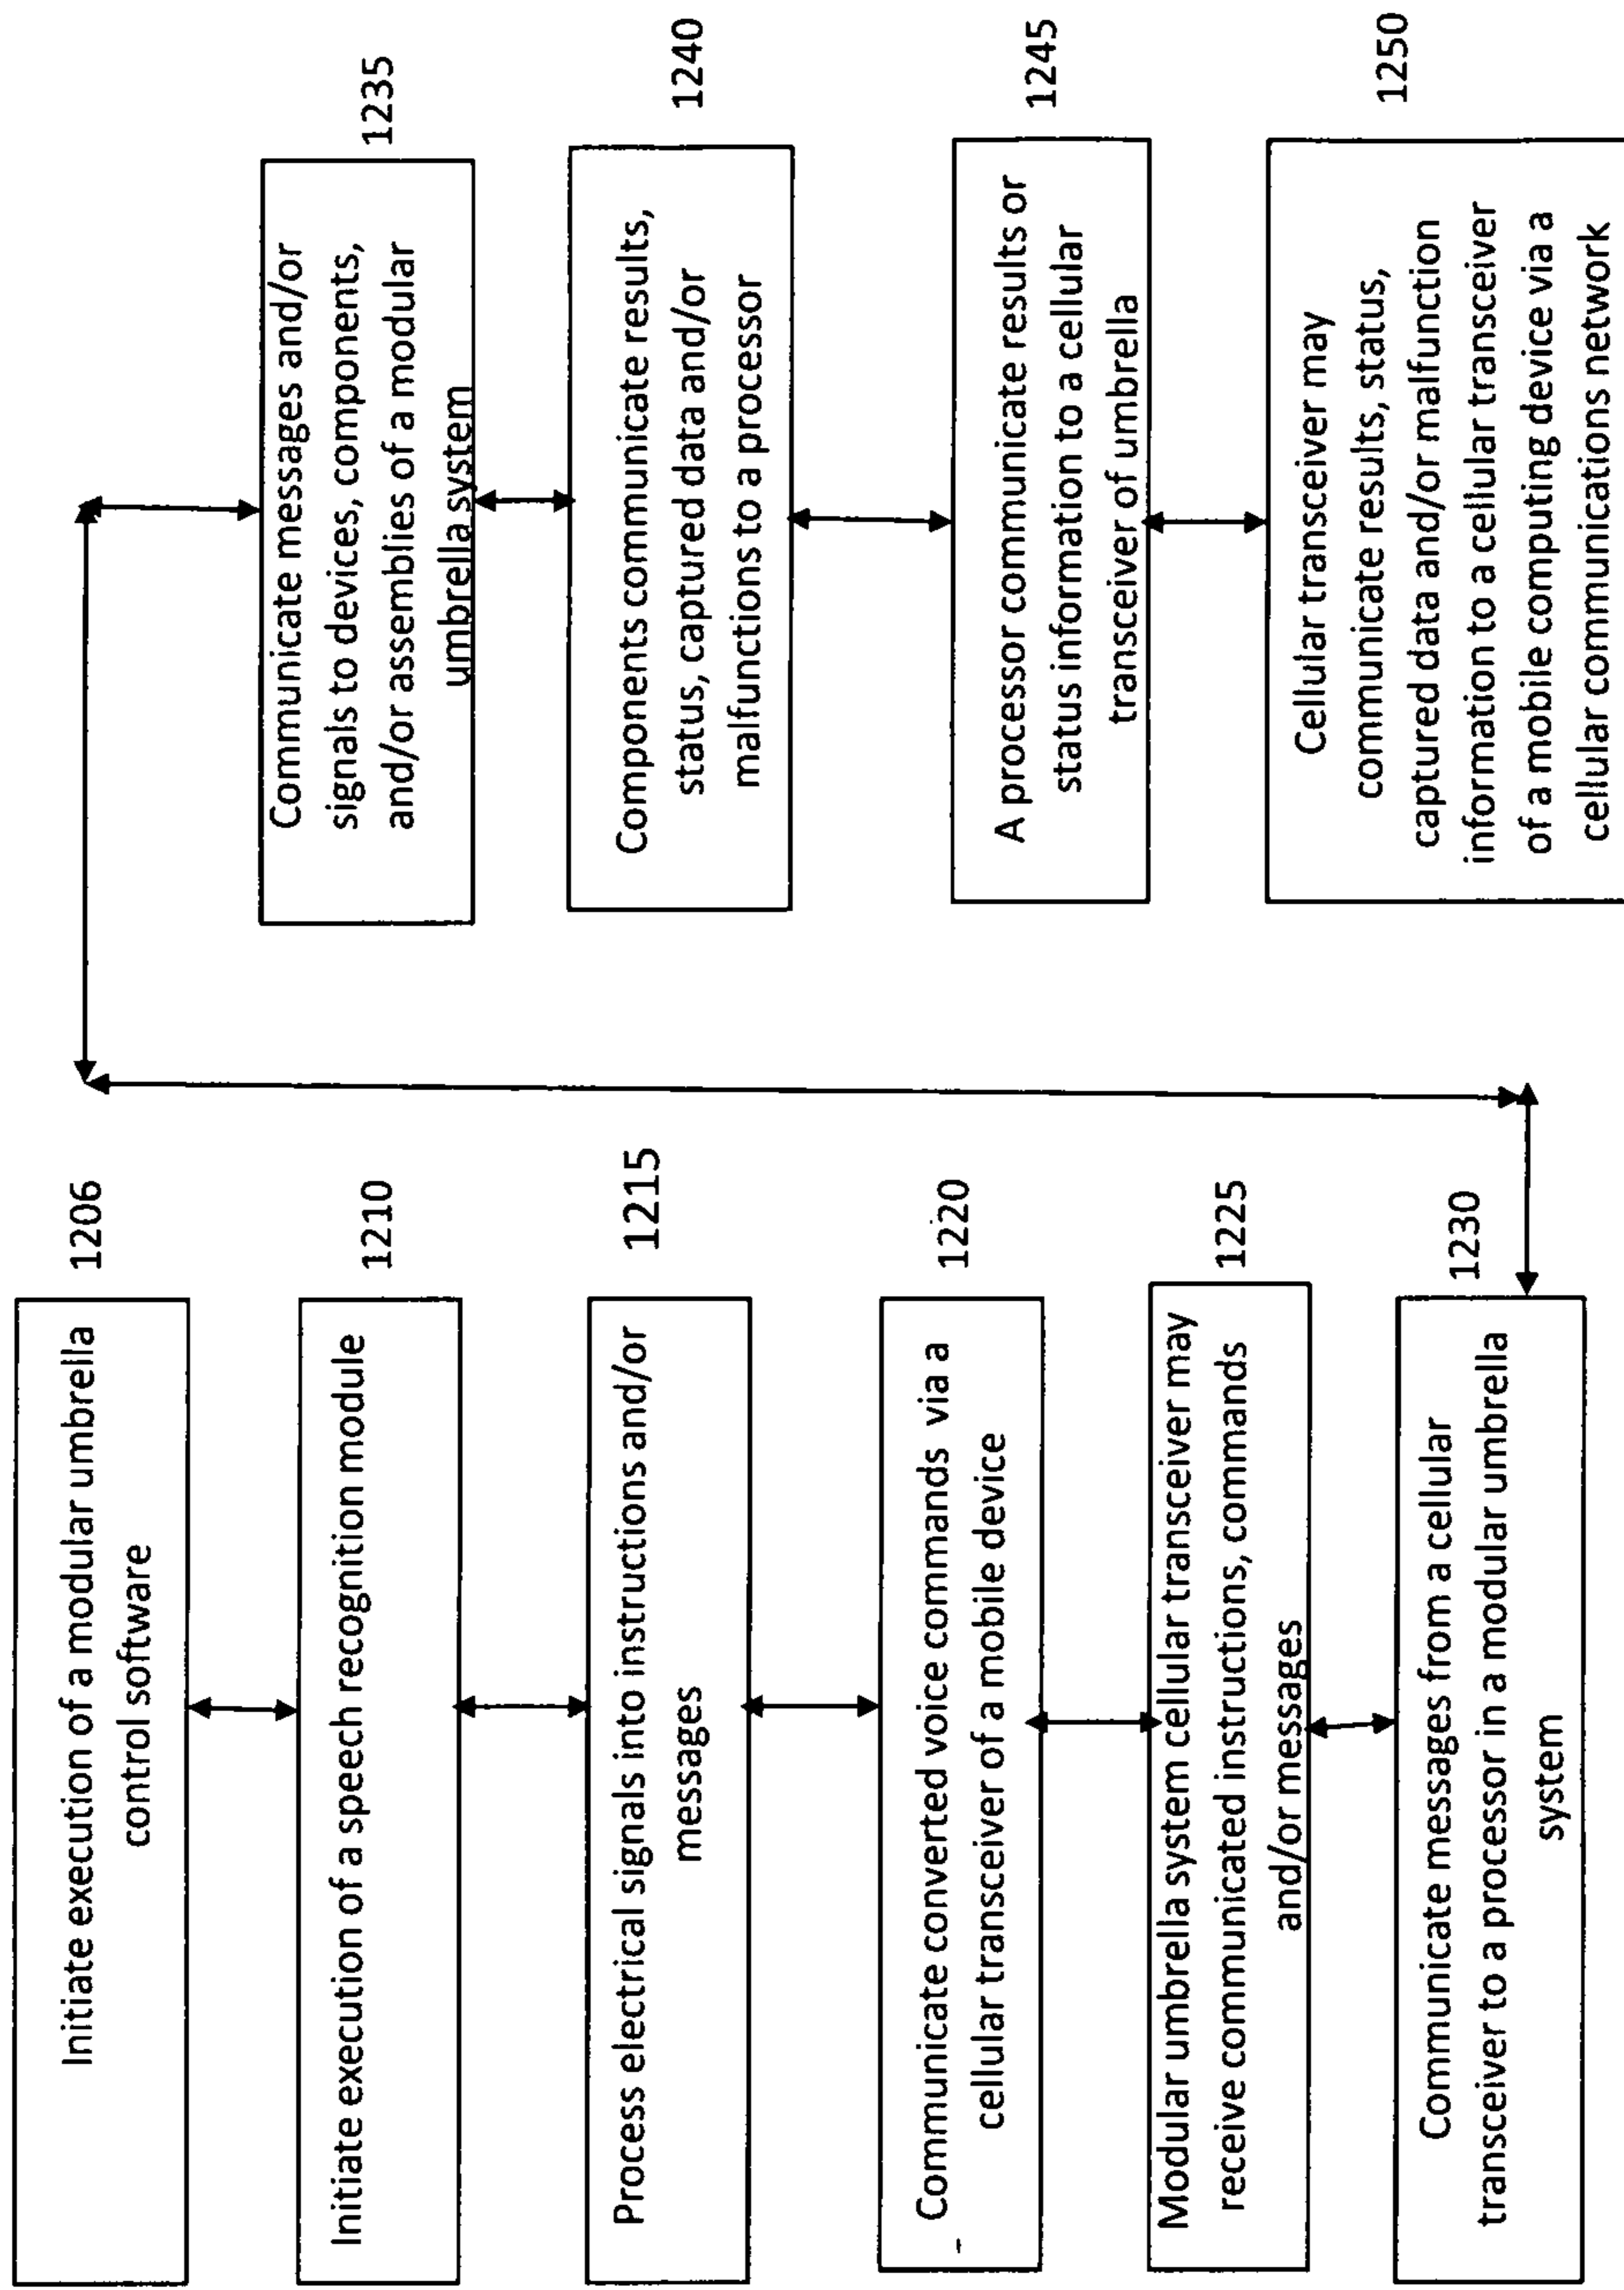 Initiate execution of a modular umbrella
control software
1206
Initiate execution of a speech recognition module
1210
Process electrical signals into instructions and/or
messages
1215
Communicate converted voice commands via a
cellular transceiver of a mobile device
1220
Modular umbrella system cellular transceiver may
receive communicated instructions, commands
and/or messages
1225
Communicate messages from a cellular
transceiver to a processor in a modular umbrella
system
1230
Communicate messages and/or
signals to devices, components,
and/or assemblies of a modular
umbrella system
1235
Components communicate results,
status, captured data and/or
malfunctions to a processor
1240
A processor communicate results or
status information to a cellular
transceiver of umbrella
1245
Cellular transceiver may
communicate results, status,
captured data and/or malfunction
information to a cellular transceiver
of a mobile computing device via a
cellular communications network
1250